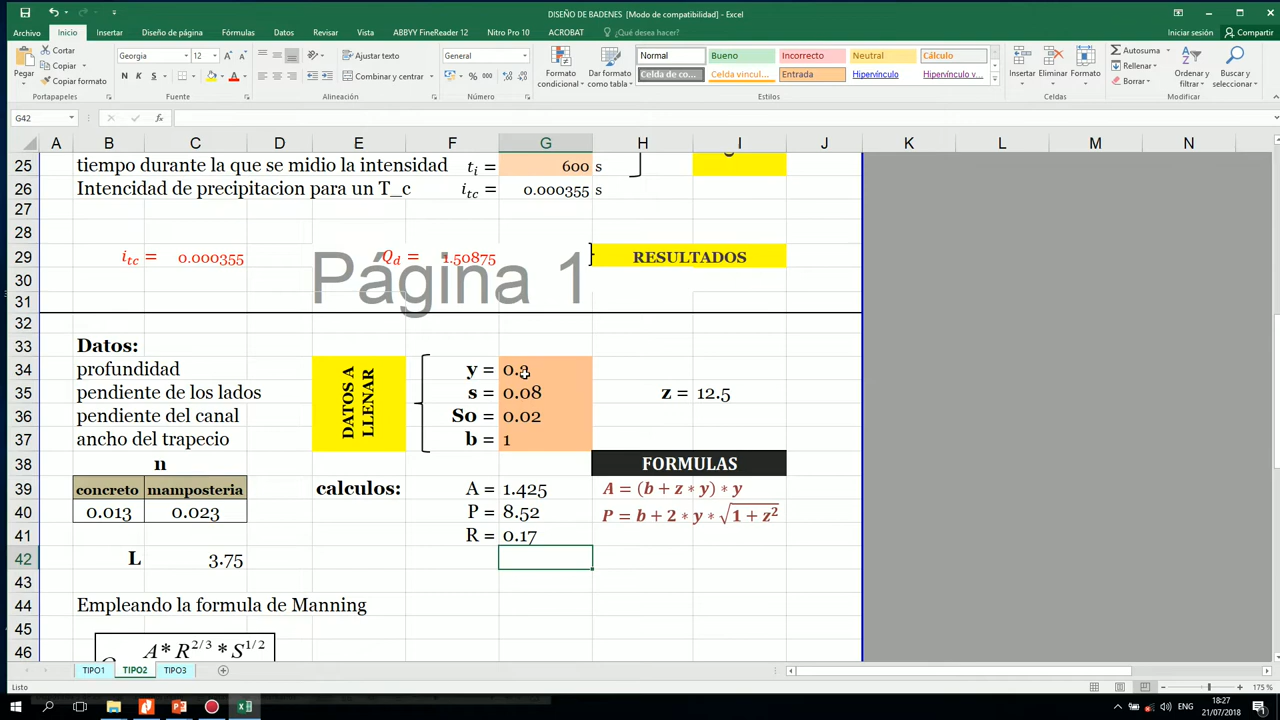 DISEÑO DE BADENES [Modo de compatibilidad] - Excel
Archivo Inicio Insertar Diseño de página Fórmulas Datos Revisar Vista ABBYY FineReader 12 Nitro Pro 10 ACROBAT ¿Qué desea hacer? Iniciar sesión Compartir
Pegar Cortar Copiar Copiar formato
Georgia 12
Ajustar texto
Combinar y centrar
General
Formato condicional
Dar formato como tabla
Normal Bueno Incorrecto Neutral Cálculo
Celda de co... Celda vincul... Entrada Hipervínculo Hipervínculo v...
Insertar Eliminar Formato
Autosuma
Rellenar
Borrar
Ordenar y filtrar
Buscar y seleccionar
Portapapeles Fuente Alineación Número Estilos Celdas Modificar
G42
A B C D E F G H I J K L M N
25 tiempo durante la que se midio la intensidad t_i = 600 s
26 Intencidad de precipitacion para un T_c i_tc = 0.000355 s
27
28
29 i_tc = 0.000355 Q_d = 1.50875 RESULTADOS
Página 1
30
31
32
33 Datos:
34 profundidad y = 0.3
35 pendiente de los lados s = 0.08 z = 12.5
36 pendiente del canal So = 0.02
37 ancho del trapecio b = 1
DATOS A LLENAR
38 n FORMULAS
39 concreto mamposteria calculos: A = 1.425 A = (b + z * y) * y
40 0.013 0.023 P = 8.52 P = b + 2 * y * √1 + z²
41 R = 0.17
42 L 3.75
43
44 Empleando la formula de Manning
45
46 A * R^2/3 * S^1/2
TIPO1 TIPO2 TIPO3
Listo 175 %
ENG 18:27
21/07/2018